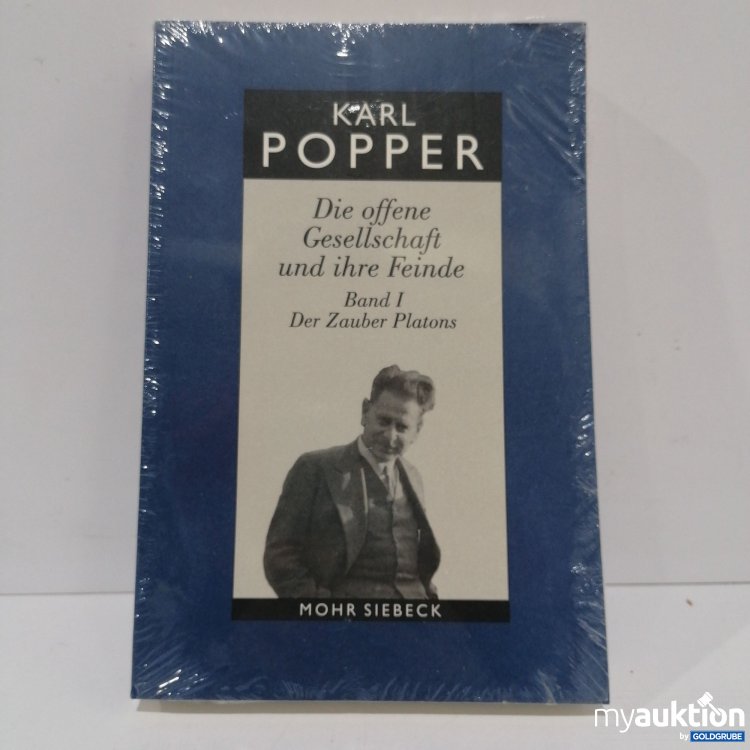 KARL
POPPER
Die offene
Gesellschaft
und ihre Feinde
Band I
Der Zauber Platons
MOHR SIEBECK
myauktion
by GOLDGRUBE